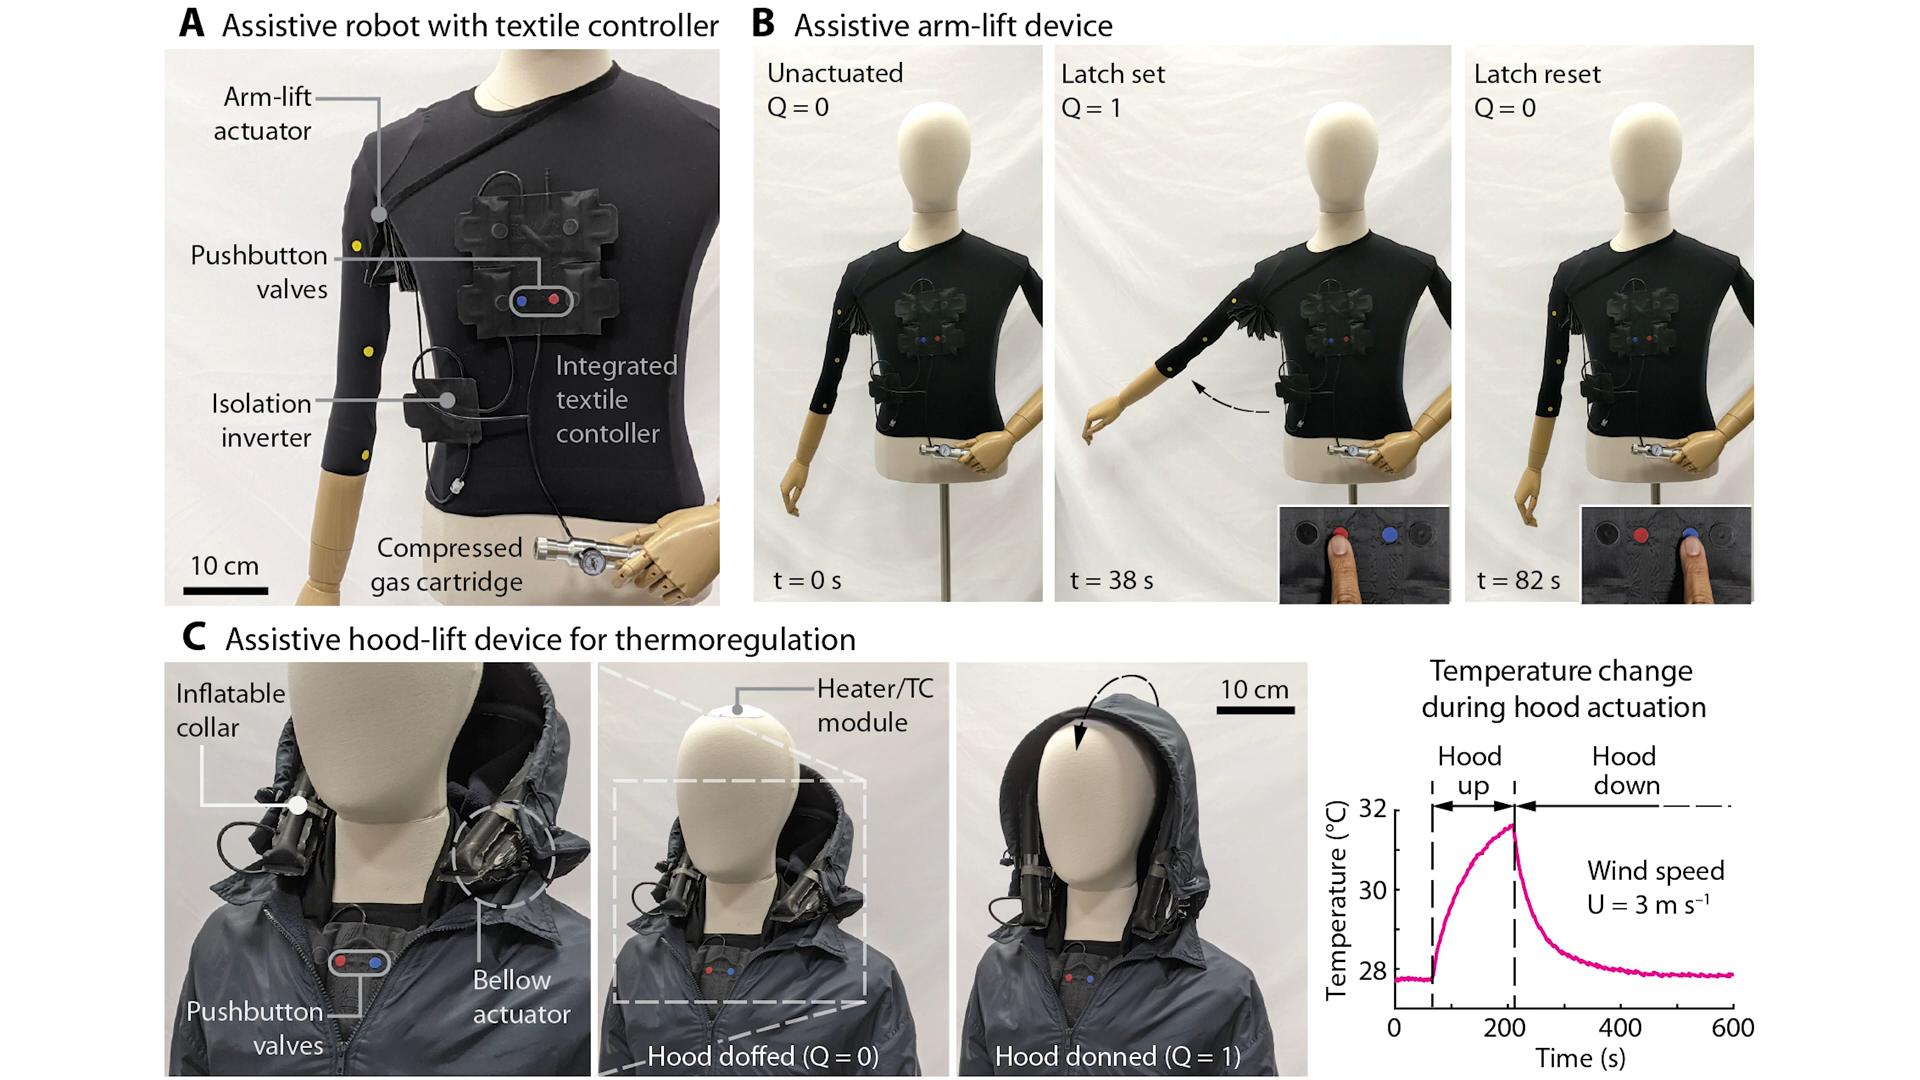 A Assistive robot with textile controller
Arm-lift
actuator
Pushbutton
valves
Isolation
inverter
Integrated
textile
contoller
Compressed
gas cartridge
10 cm
B Assistive arm-lift device
Unactuated
Q = 0
t = 0 s
Latch set
Q = 1
t = 38 s
Latch reset
Q = 0
t = 82 s
C Assistive hood-lift device for thermoregulation
Inflatable
collar
Pushbutton
valves
Bellow
actuator
Heater/TC
module
Hood doffed (Q = 0)
10 cm
Hood donned (Q = 1)
Temperature change
during hood actuation
Hood
up
Hood
down
Temperature (°C)
32
30
28
Wind speed
U = 3 m s⁻¹
0 200 400 600
Time (s)